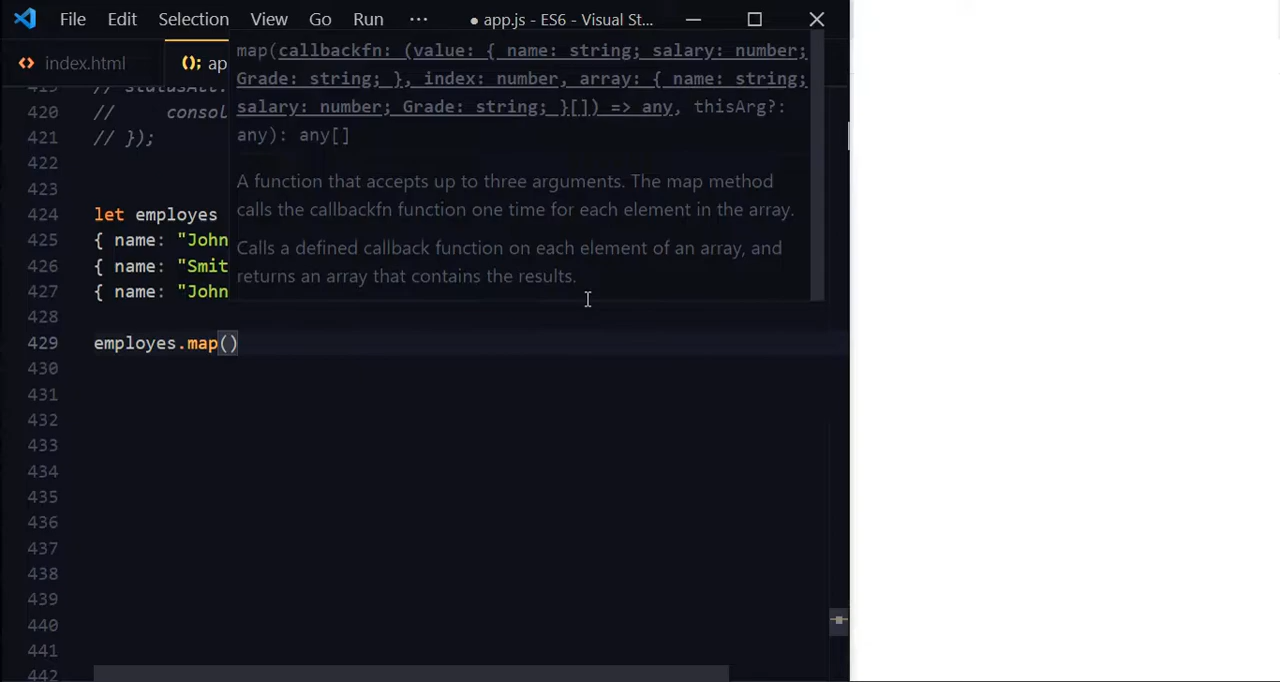 File Edit Selection View Go Run ··· ● app.js - ES6 - Visual St...
index.html (); ap
map(callbackfn: (value: { name: string; salary: number;
Grade: string; }, index: number, array: { name: string;
salary: number; Grade: string; }[]) => any, thisArg?:
any): any[]
A function that accepts up to three arguments. The map method
calls the callbackfn function one time for each element in the array.
Calls a defined callback function on each element of an array, and
returns an array that contains the results.
420 // consol
421 // });
422
423
424 let employes
425 { name: "John
426 { name: "Smit
427 { name: "John
428
429 employes.map()
430
431
432
433
434
435
436
437
438
439
440
441
442